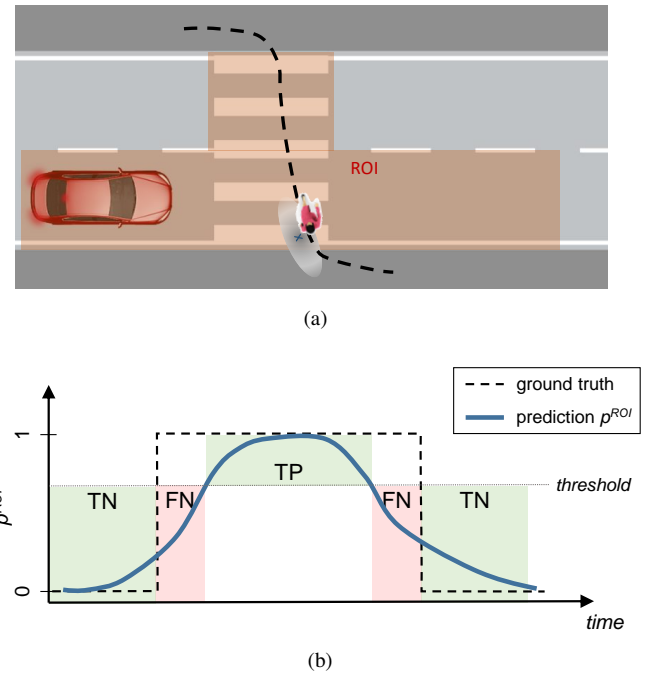 ROI
(a)
ground truth
prediction p^ROI
1
threshold
TP
TN
FN
FN
TN
0
time
(b)